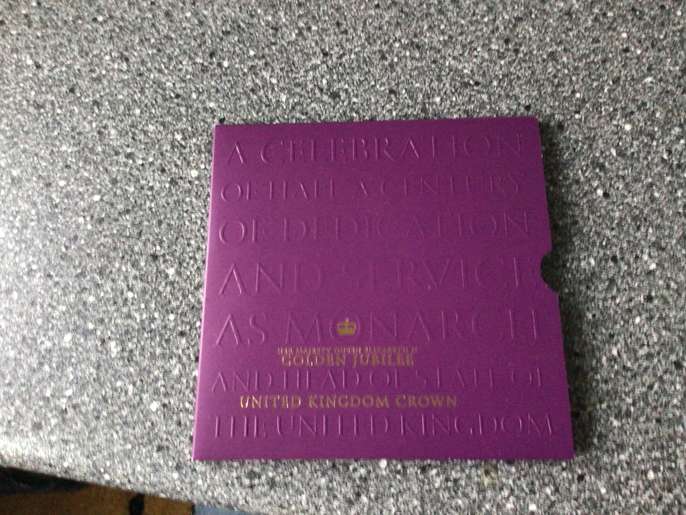 A CELEBRATION
OF HALF A CENTURY
OF DEDICATION
AND SERVICE
AS MONARCH
HER MAJESTY QUEEN ELIZABETH II
GOLDEN JUBILEE
AND HEAD OF STATE OF
UNITED KINGDOM CROWN
THE UNITED KINGDOM